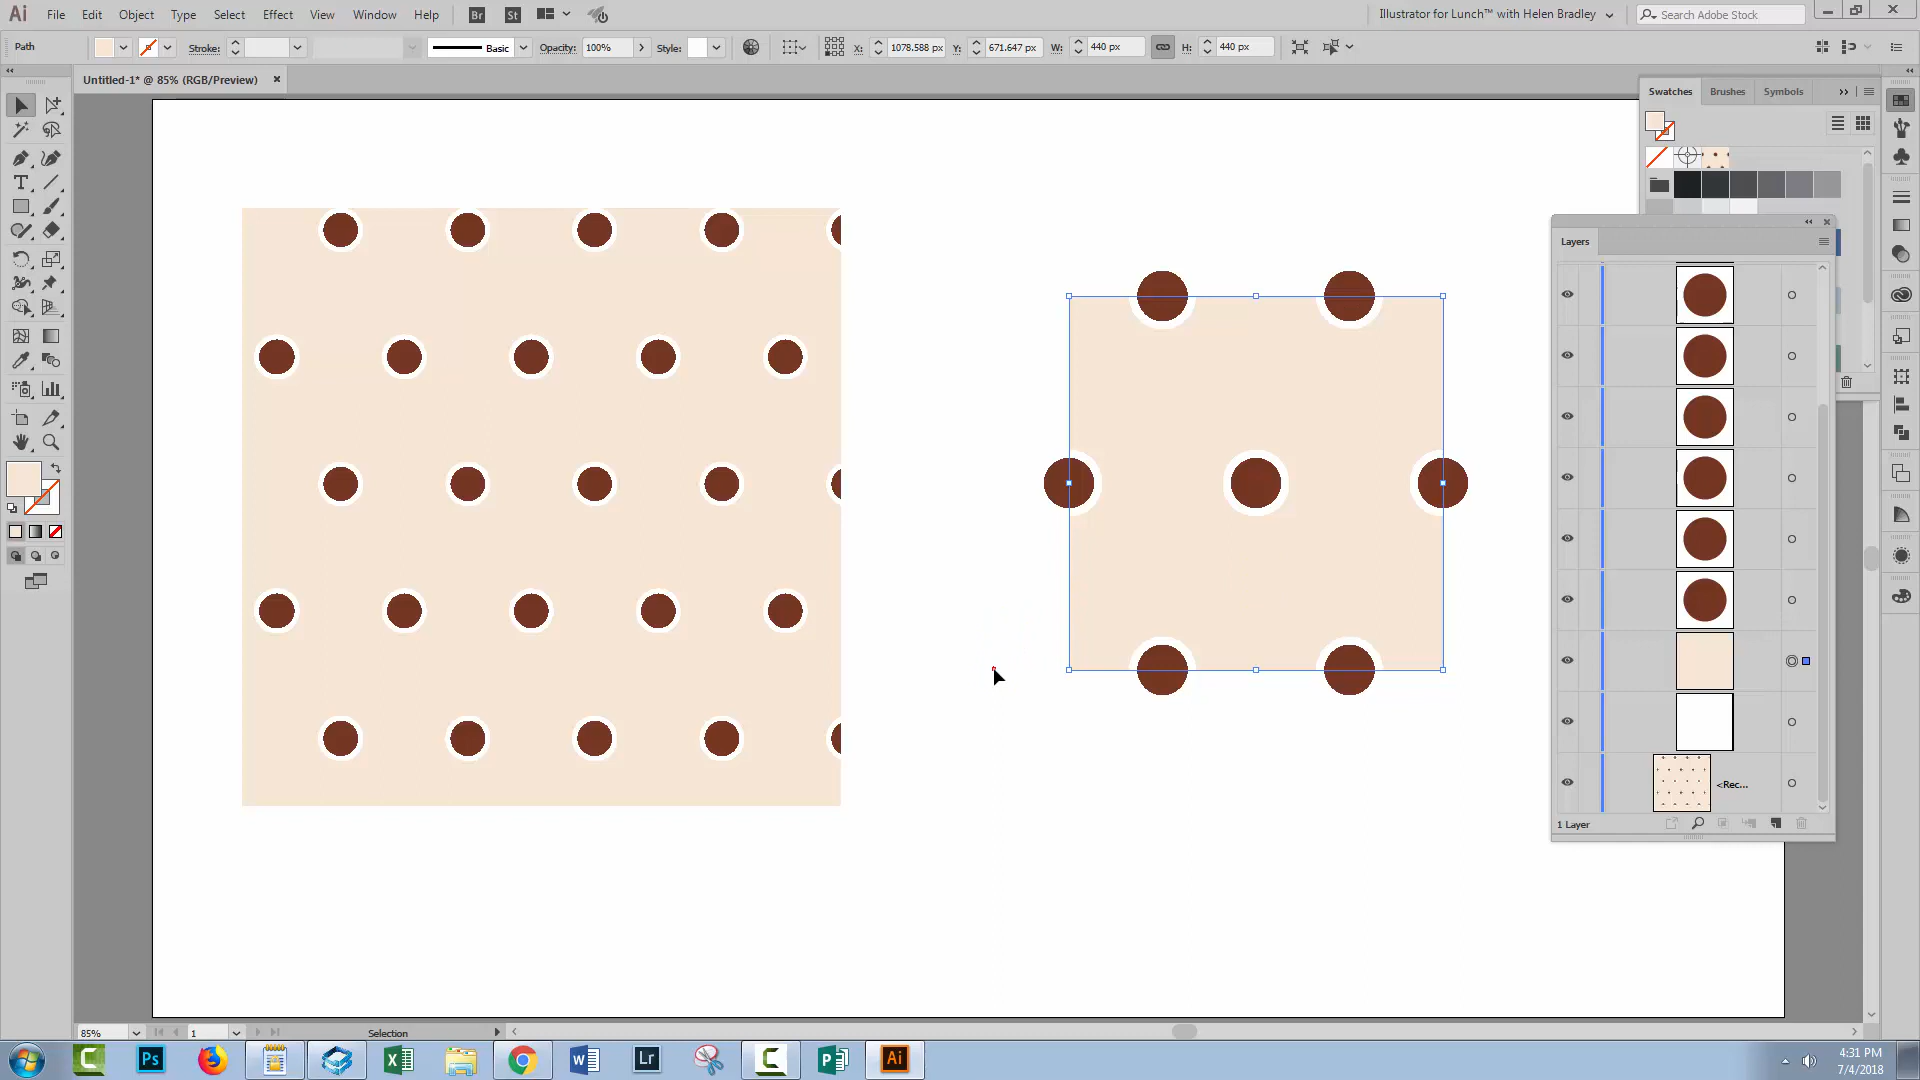 Ai File Edit Object Type Select Effect View Window Help Br St Illustrator for Lunch™ with Helen Bradley Search Adobe Stock
Path Stroke: Basic Opacity: 100% Style: X: 1078.588 px Y: 671.647 px W: 440 px H: 440 px
Untitled-1* @ 85% (RGB/Preview)
Swatches Brushes Symbols
Layers
<Rec...
1 Layer
85% 1 Selection
Ps Lr Ai
4:31 PM
7/4/2018